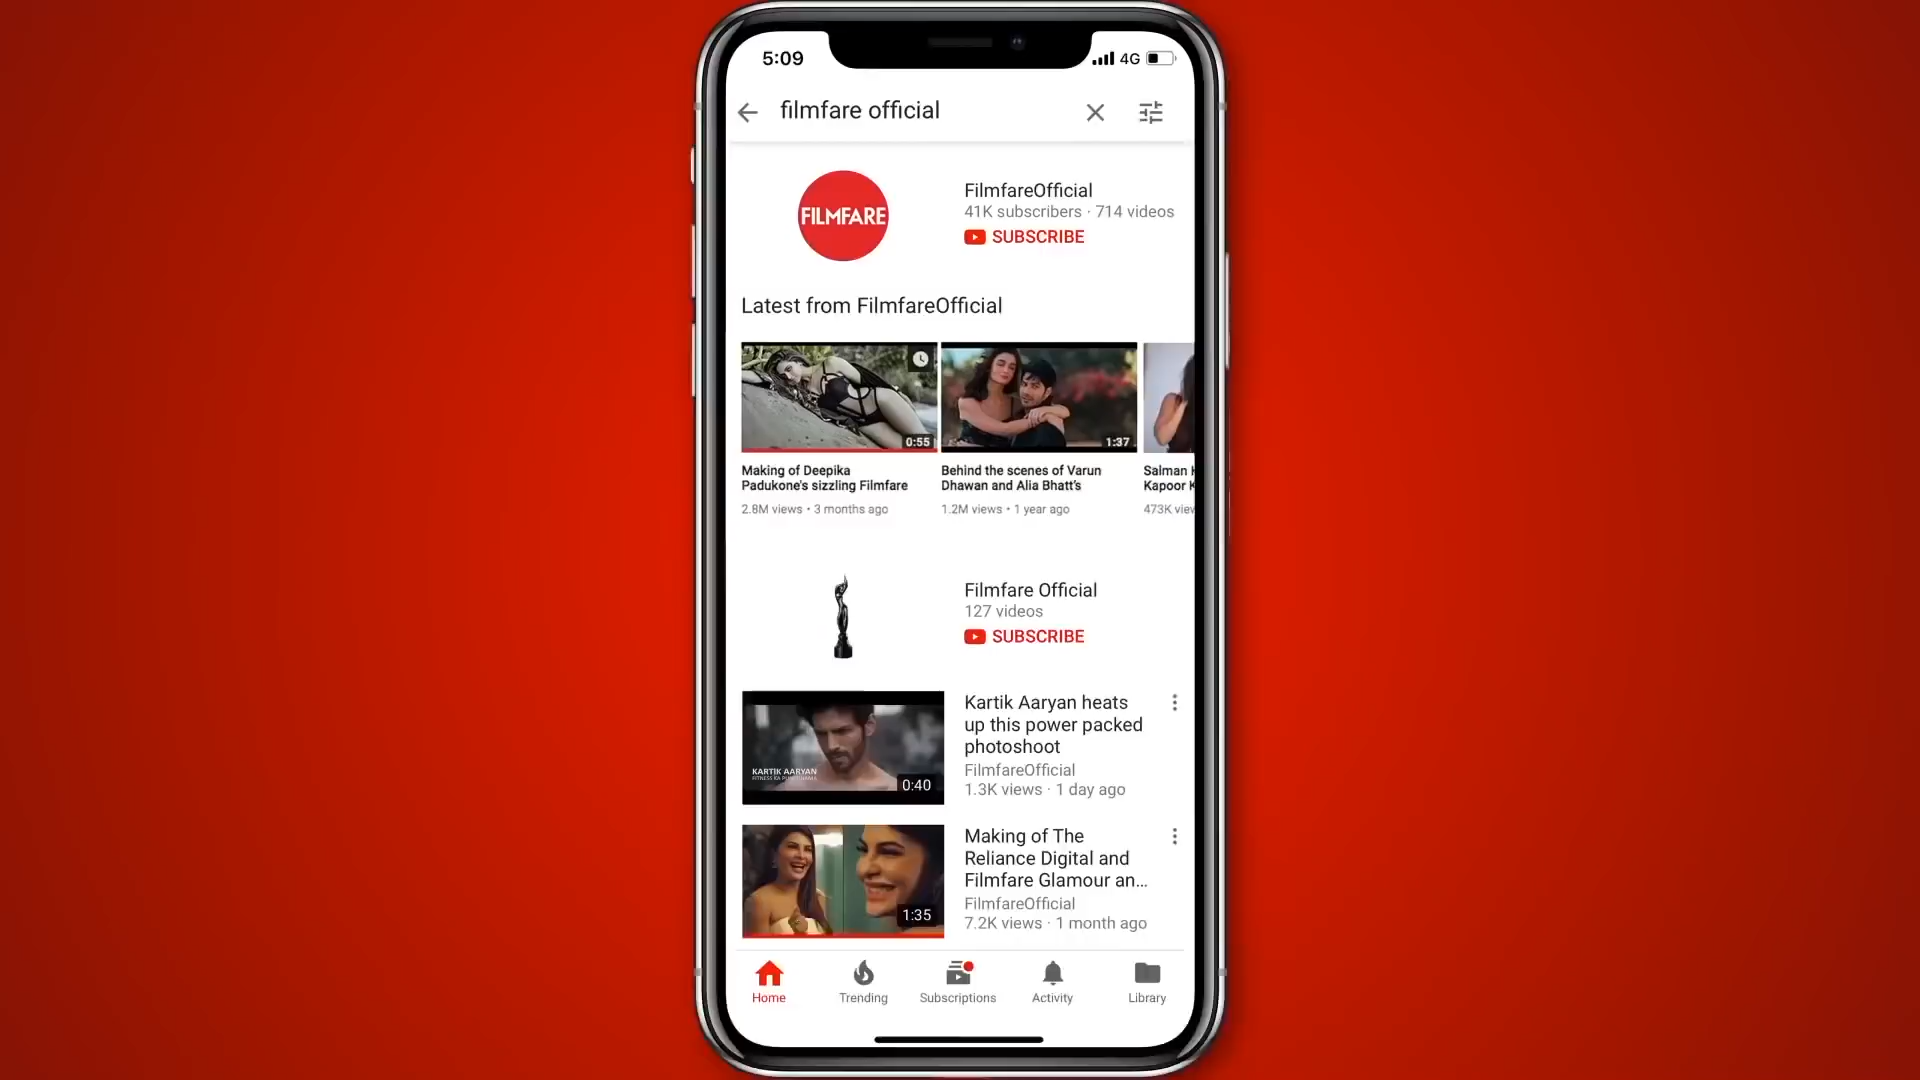 5:09
4G
filmfare official
FILMFARE
FilmfareOfficial
41K subscribers · 714 videos
SUBSCRIBE
Latest from FilmfareOfficial
0:55
1:37
Making of Deepika
Padukone's sizzling Filmfare
2.8M views • 3 months ago
Behind the scenes of Varun
Dhawan and Alia Bhatt's
1.2M views • 1 year ago
Salman
Kapoor
473K
Filmfare Official
127 videos
SUBSCRIBE
KARTIK AARYAN
0:40
Kartik Aaryan heats
up this power packed
photoshoot
FilmfareOfficial
1.3K views · 1 day ago
1:35
Making of The
Reliance Digital and
Filmfare Glamour an...
FilmfareOfficial
7.2K views · 1 month ago
Home
Trending
Subscriptions
Activity
Library